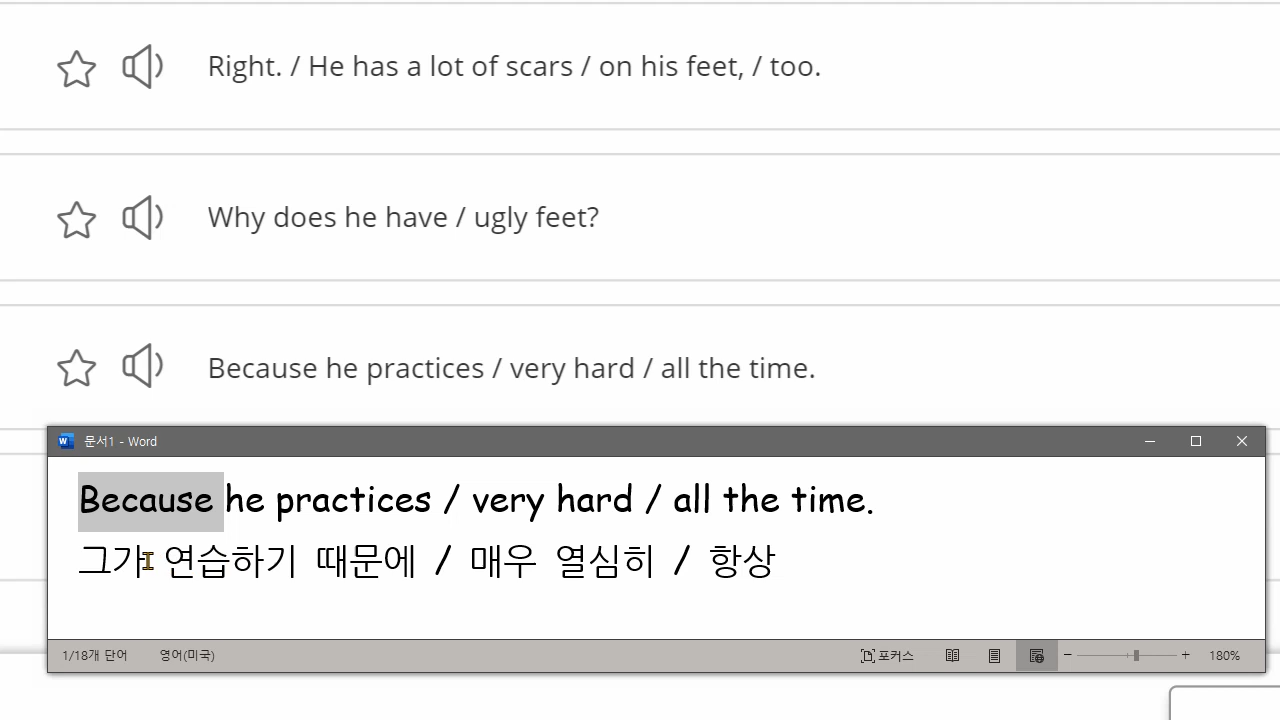 Right. / He has a lot of scars / on his feet, / too.
Why does he have / ugly feet?
Because he practices / very hard / all the time.
문서1 - Word
Because he practices / very hard / all the time.
그가 연습하기 때문에 / 매우 열심히 / 항상
1/18개 단어 영어(미국) 포커스 180%